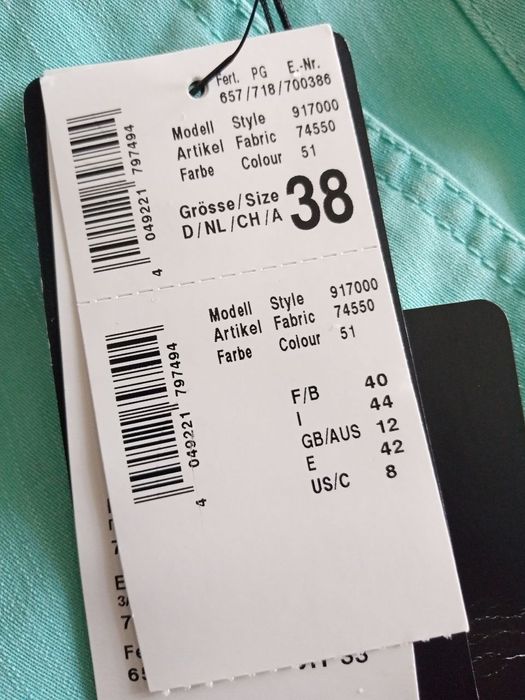 Fert. PG E.-Nr.
657/718/700386
Modell Style 917000
Artikel Fabric 74550
Farbe Colour 51
Grösse/Size 38
D/NL/CH/A
4 049221 797494
Modell Style 917000
Artikel Fabric 74550
Farbe Colour 51
4 049221 797494
F/B 40
I 44
GB/AUS 12
E 42
US/C 8